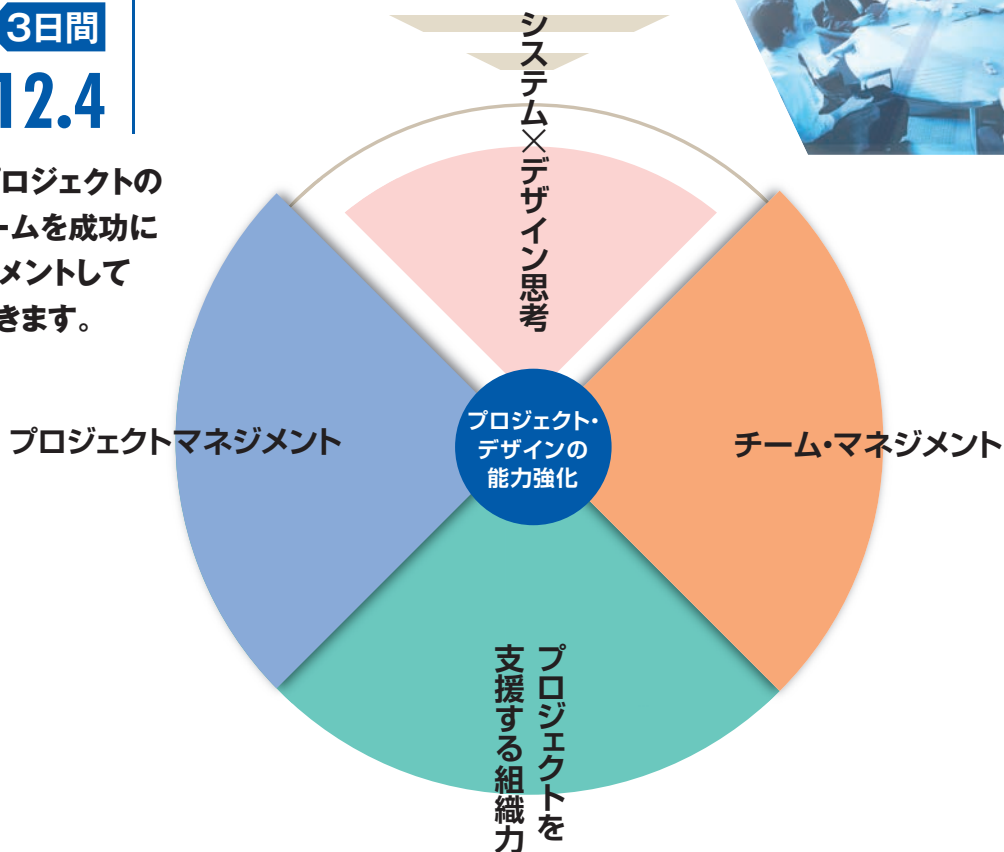 3日間
12.4
プロジェクトの
ームを成功に
メントして
きます。
システム×デザイン思考
プロジェクトマネジメント
プロジェクト・
デザインの
能力強化
チーム・マネジメント
プロジェクトを
支援する組織力